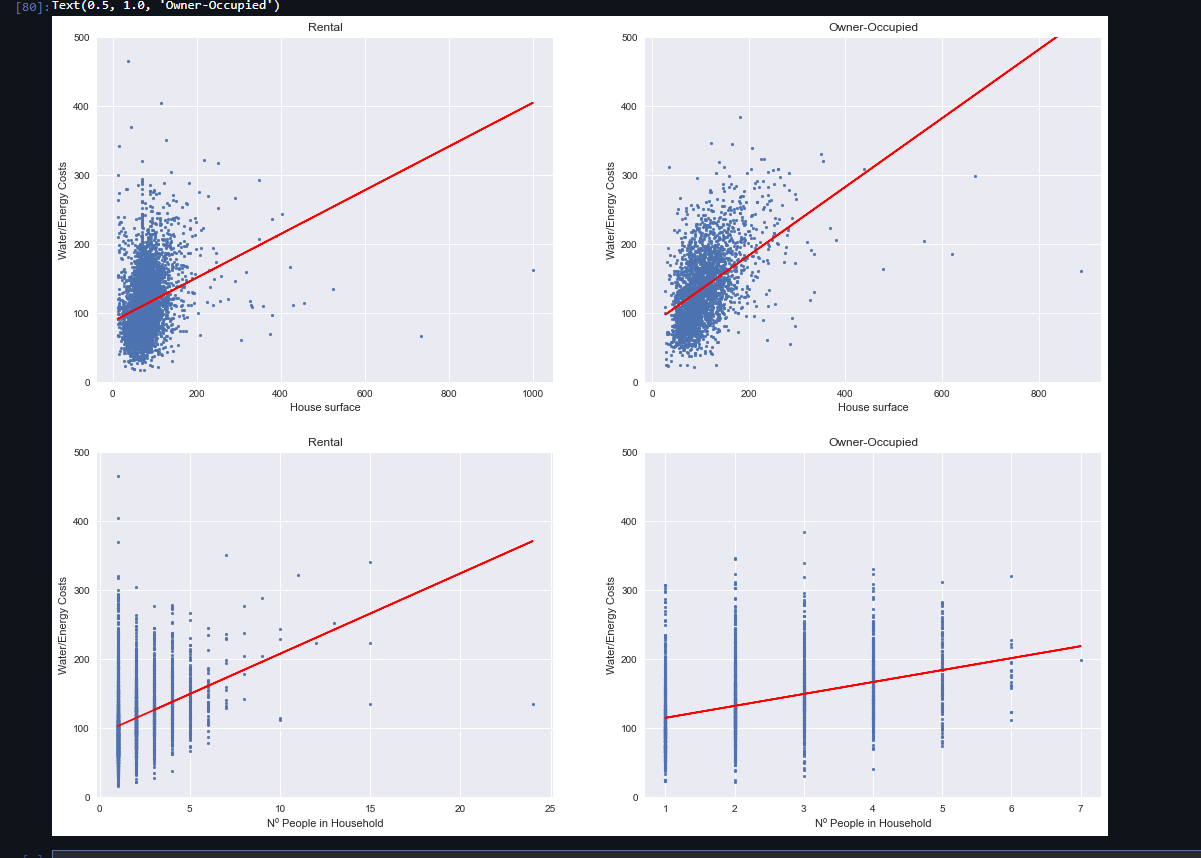 [80]: Text(0.5, 1.0, 'Owner-Occupied')
Rental
500
400
300
200
100
0
Water/Energy Costs
0 200 400 600 800 1000
House surface
Owner-Occupied
500
400
300
200
100
0
Water/Energy Costs
0 200 400 600 800
House surface
Rental
500
400
300
200
100
0
Water/Energy Costs
0 5 10 15 20 25
Nº People in Household
Owner-Occupied
500
400
300
200
100
0
Water/Energy Costs
1 2 3 4 5 6 7
Nº People in Household